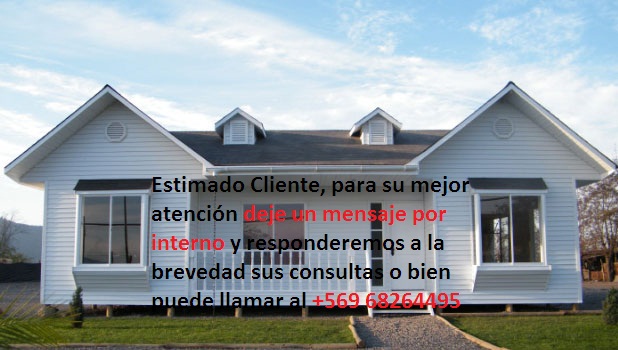 Estimado Cliente, para su mejor
atención deje un mensaje por
interno y responderemos a la
brevedad sus consultas o bien
puede llamar al +569 68264495